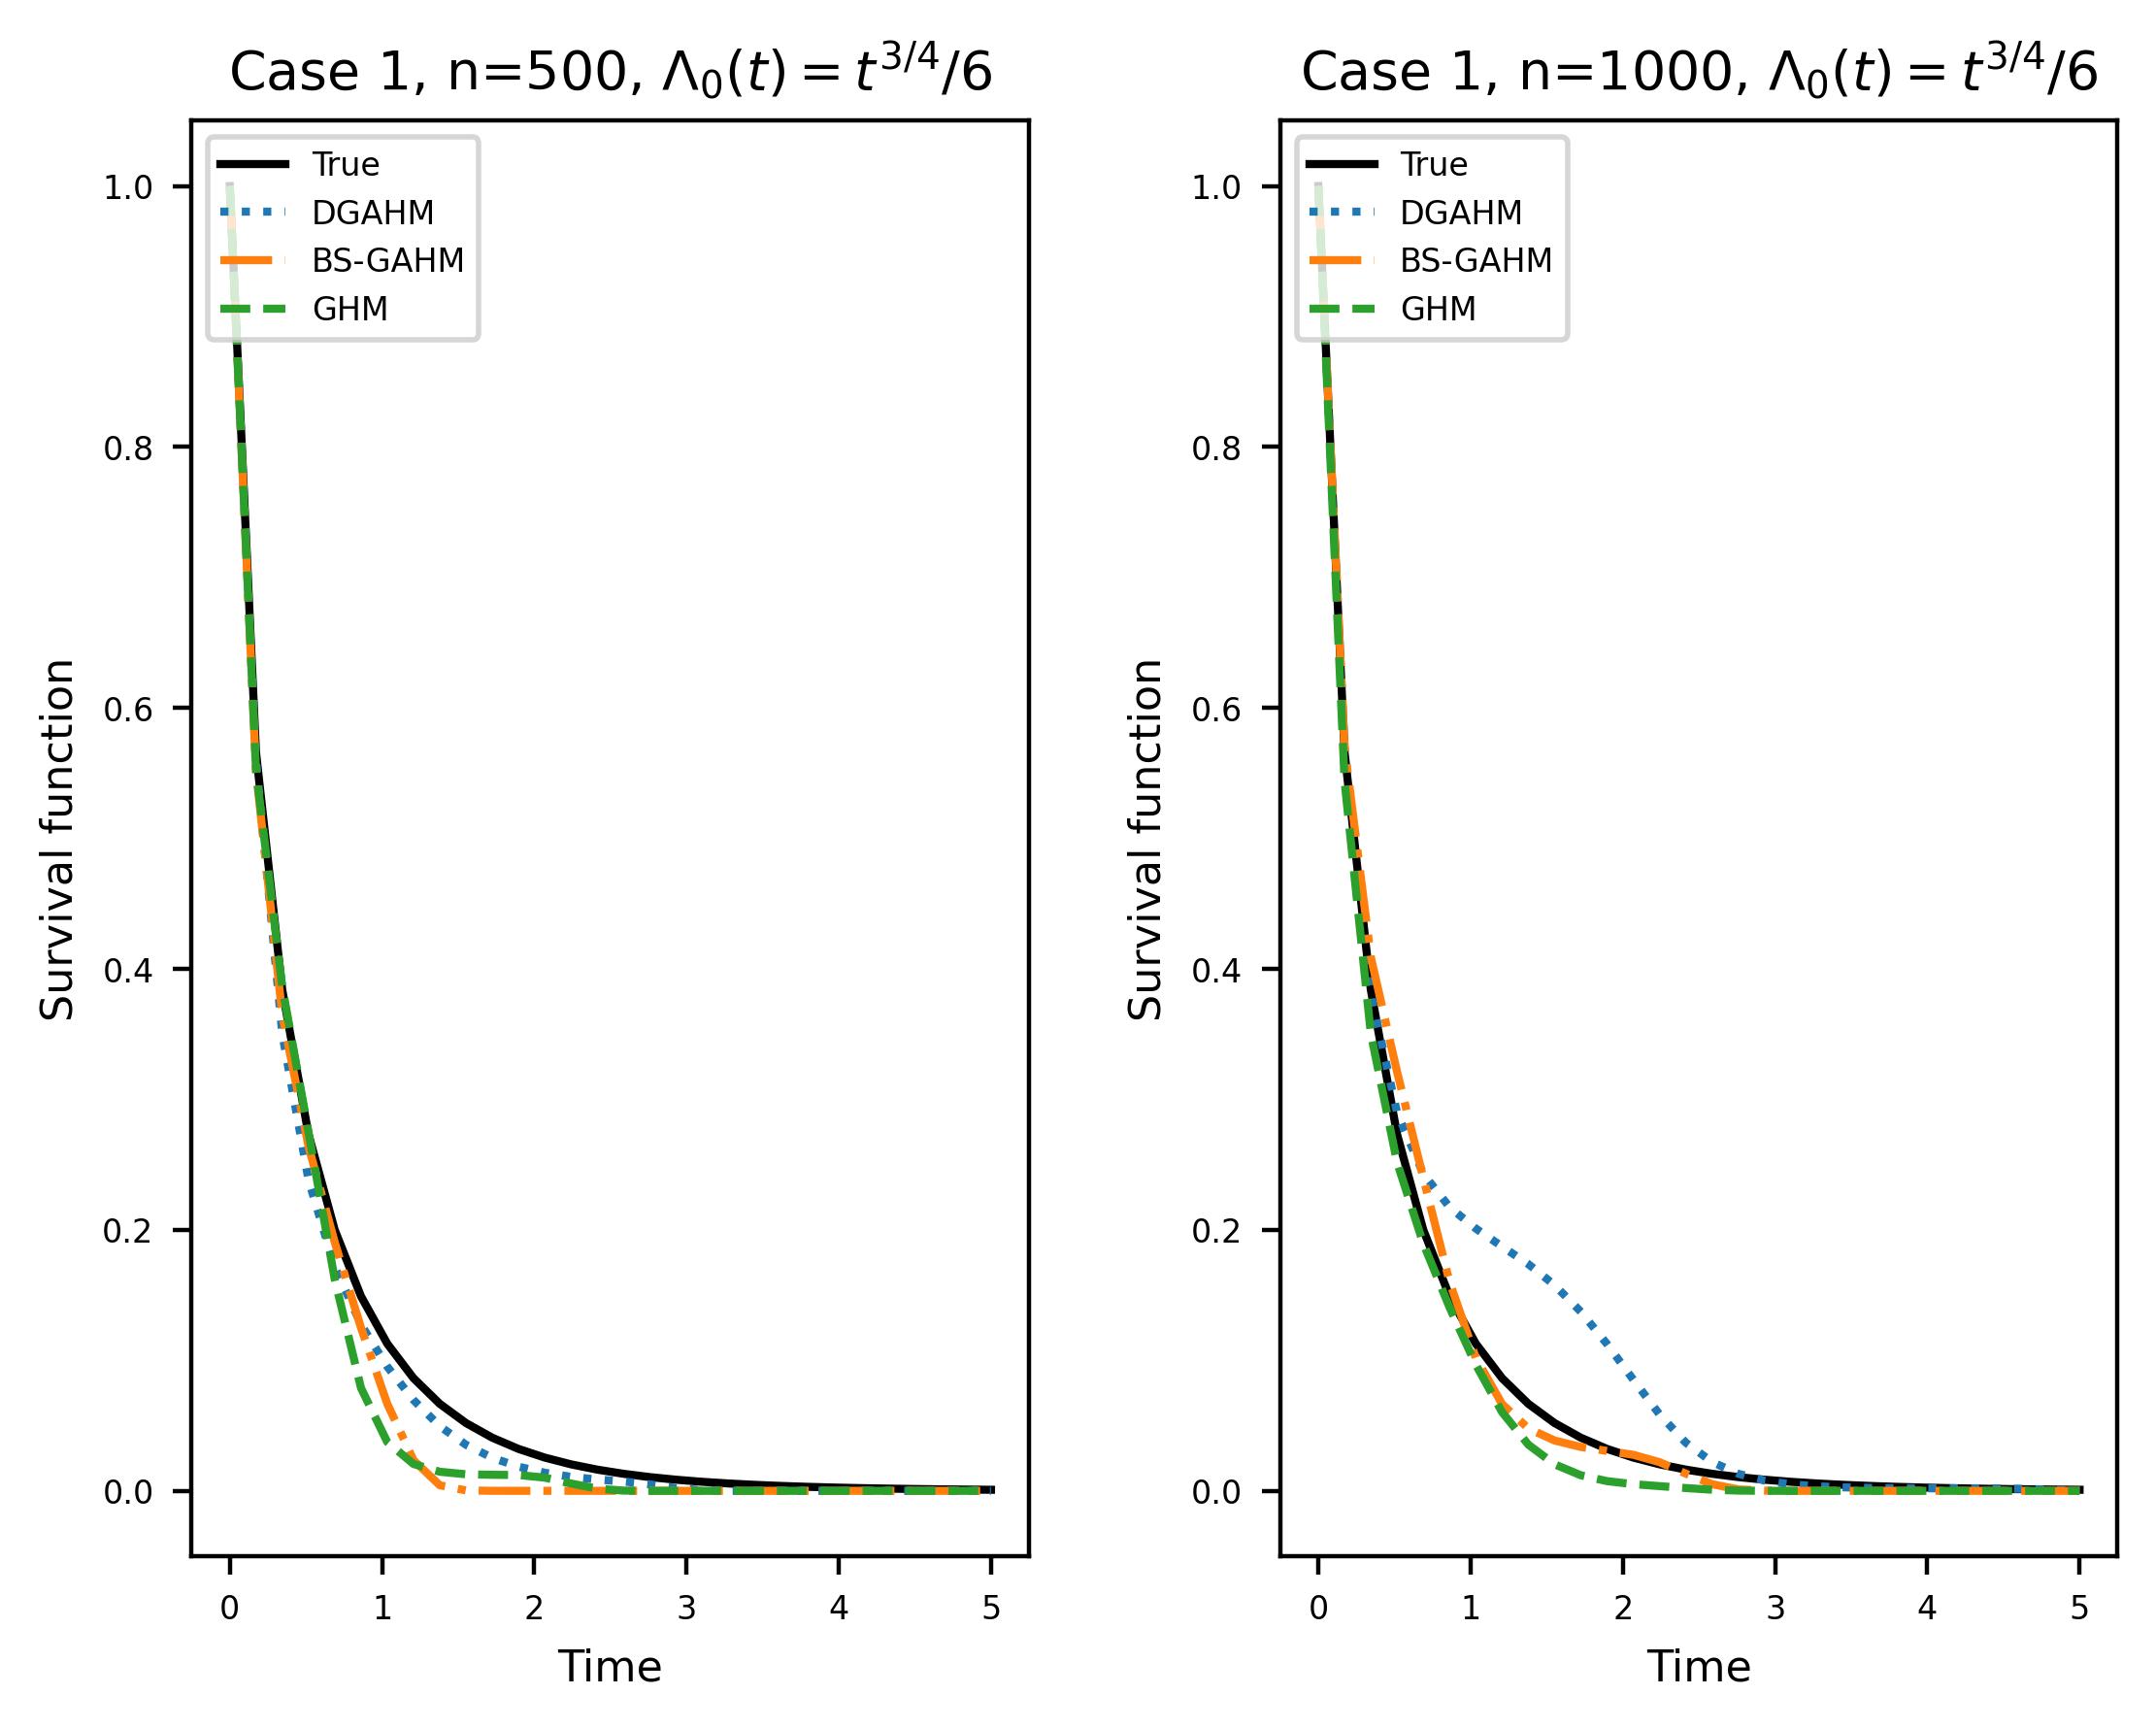 Case 1, n=500, Λ₀(t) = t^{3/4}/6
True
DGAHM
BS-GAHM
GHM
1.0
0.8
0.6
0.4
0.2
0.0
Survival function
0 1 2 3 4 5
Time
Case 1, n=1000, Λ₀(t) = t^{3/4}/6
True
DGAHM
BS-GAHM
GHM
1.0
0.8
0.6
0.4
0.2
0.0
Survival function
0 1 2 3 4 5
Time